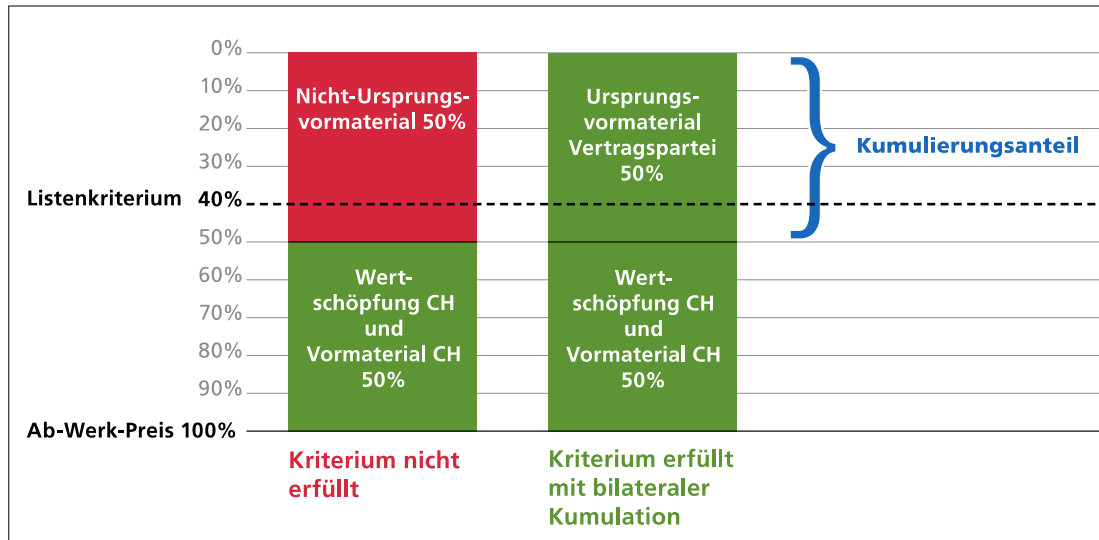 0%
10%
20%
30%
Listenkriterium 40%
50%
60%
70%
80%
90%
Ab-Werk-Preis 100%
Nicht-Ursprungs-
vormaterial 50%
Wert-
schöpfung CH
und
Vormaterial CH
50%
Kriterium nicht
erfüllt
Ursprungs-
vormaterial
Vertragspartei
50%
Wert-
schöpfung CH
und
Vormaterial CH
50%
Kriterium erfüllt
mit bilateraler
Kumulation
Kumulierungsanteil